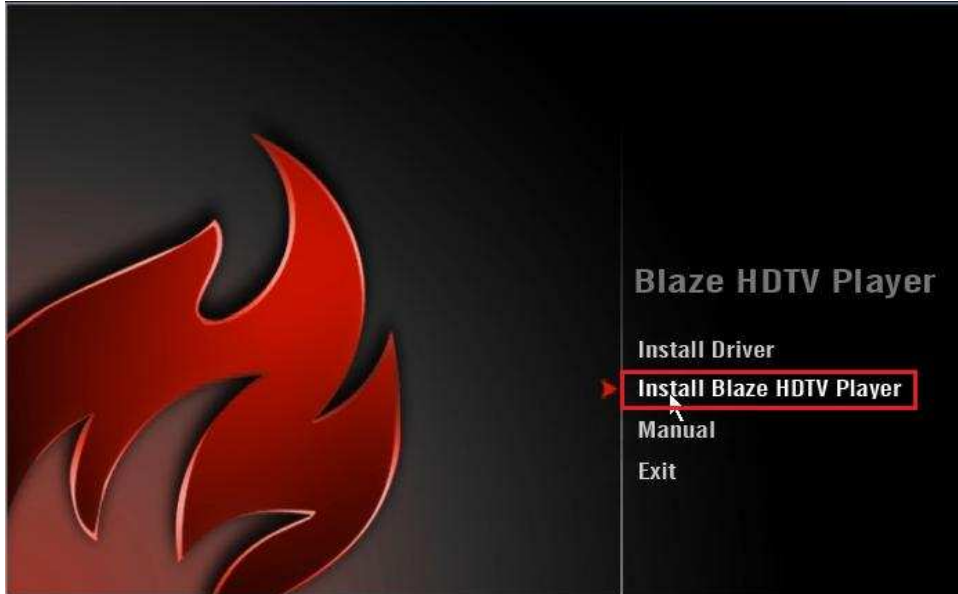 Blaze HDTV Player
Install Driver
Install Blaze HDTV Player
Manual
Exit